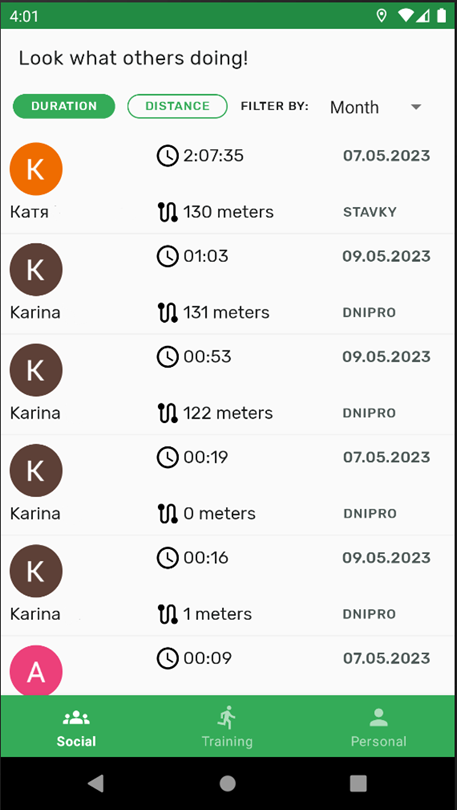 4:01
Look what others doing!
DURATION DISTANCE FILTER BY: Month
K 2:07:35 07.05.2023
Катя 130 meters STAVKY
K 01:03 09.05.2023
Karina 131 meters DNIPRO
K 00:53 09.05.2023
Karina 122 meters DNIPRO
K 00:19 07.05.2023
Karina 0 meters DNIPRO
K 00:16 09.05.2023
Karina 1 meters DNIPRO
A 00:09 07.05.2023
Social Training Personal